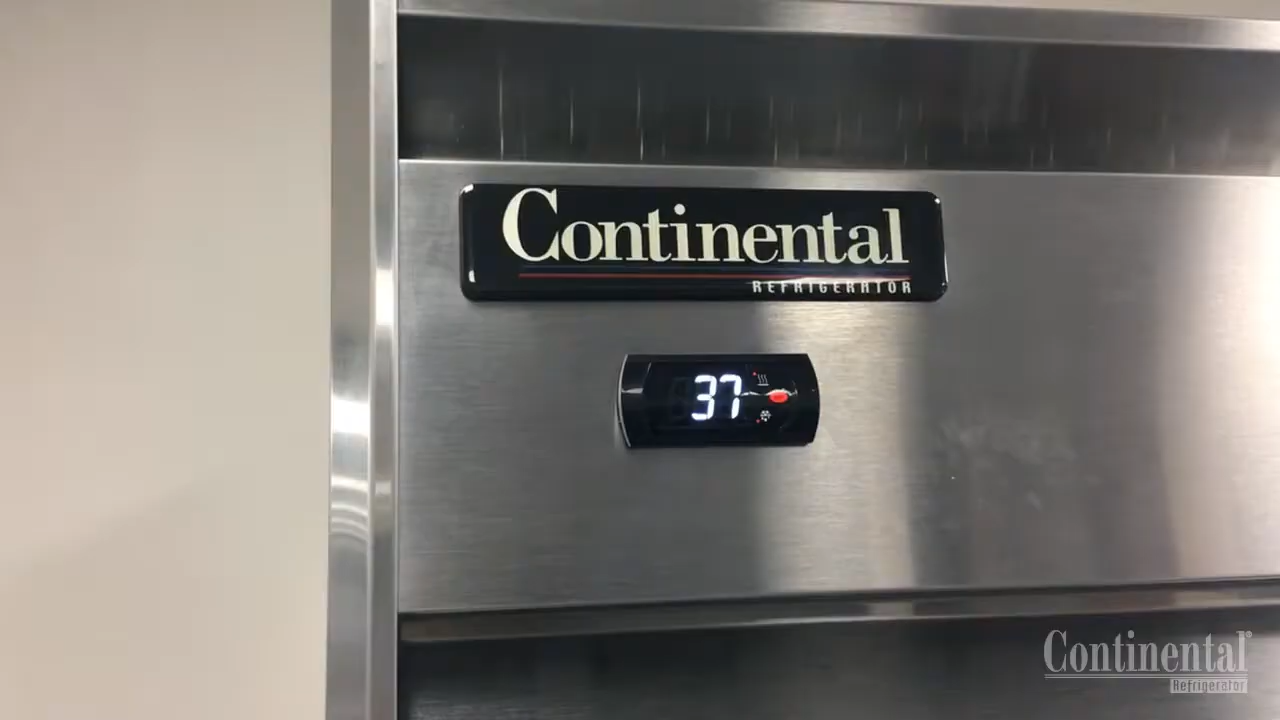 Continental
REFRIGERATOR
37
Continental®
Refrigerator